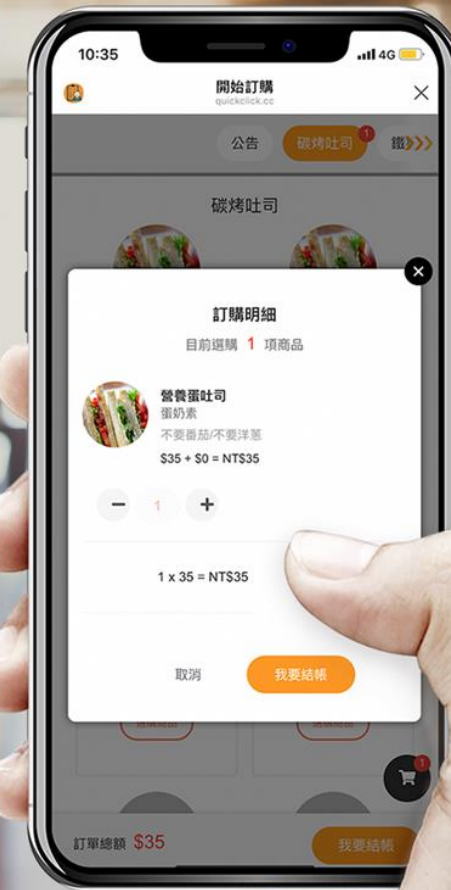 10:35
4G
開始訂購
quickclick.cc
公告
碳烤吐司
1
鐵
碳烤吐司
訂購明細
目前選購 1 項商品
營養蛋吐司
蛋奶素
不要番茄/不要洋蔥
$35 + $0 = NT$35
− 1 +
1 x 35 = NT$35
取消
我要結帳
1
訂單總額 $35
我要結帳